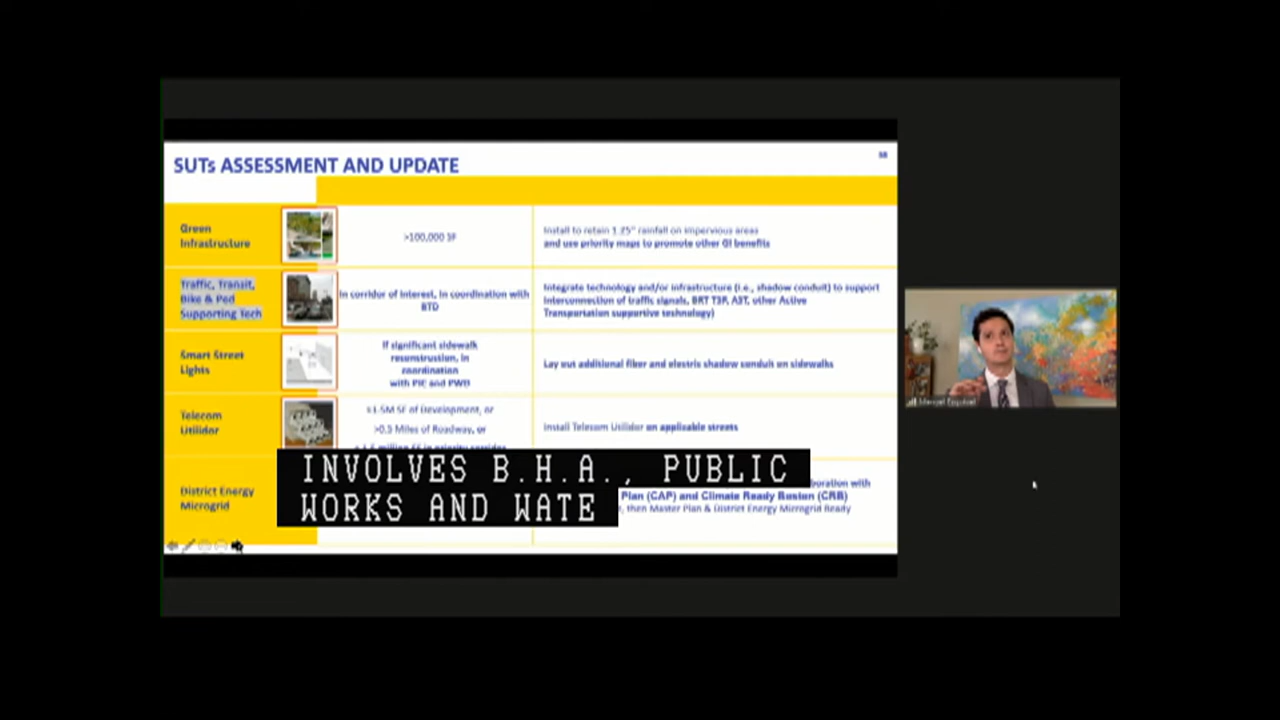 SUTs ASSESSMENT AND UPDATE
Green
Infrastructure
>100,000 SF
Install to retain 1.25" rainfall on impervious areas
and use priority maps to promote other GI benefits
Traffic, Transit,
Bike & Ped
Supporting Tech
In corridor of interest, in coordination with
BTD
Integrate technology and/or infrastructure (i.e., shadow conduit) to support
interconnection of traffic signals, BRT TSP, AST, other Active
Transportation supportive technology)
Smart Street
Lights
If significant sidewalk
reconstruction, in
coordination
with PIC and PWD
Lay out additional fiber and electric shadow conduit on sidewalks
Telecom
Utilidor
1.5M SF of Development, or
>0.5 Miles of Roadway, or
Install Telecom Utilidor on applicable streets
District Energy
Microgrid
with
Plan (CAP) and Climate Ready Boston (CRB)
then Master Plan & District Energy Microgrid Ready
INVOLVES B.H.A., PUBLIC
WORKS AND WATE